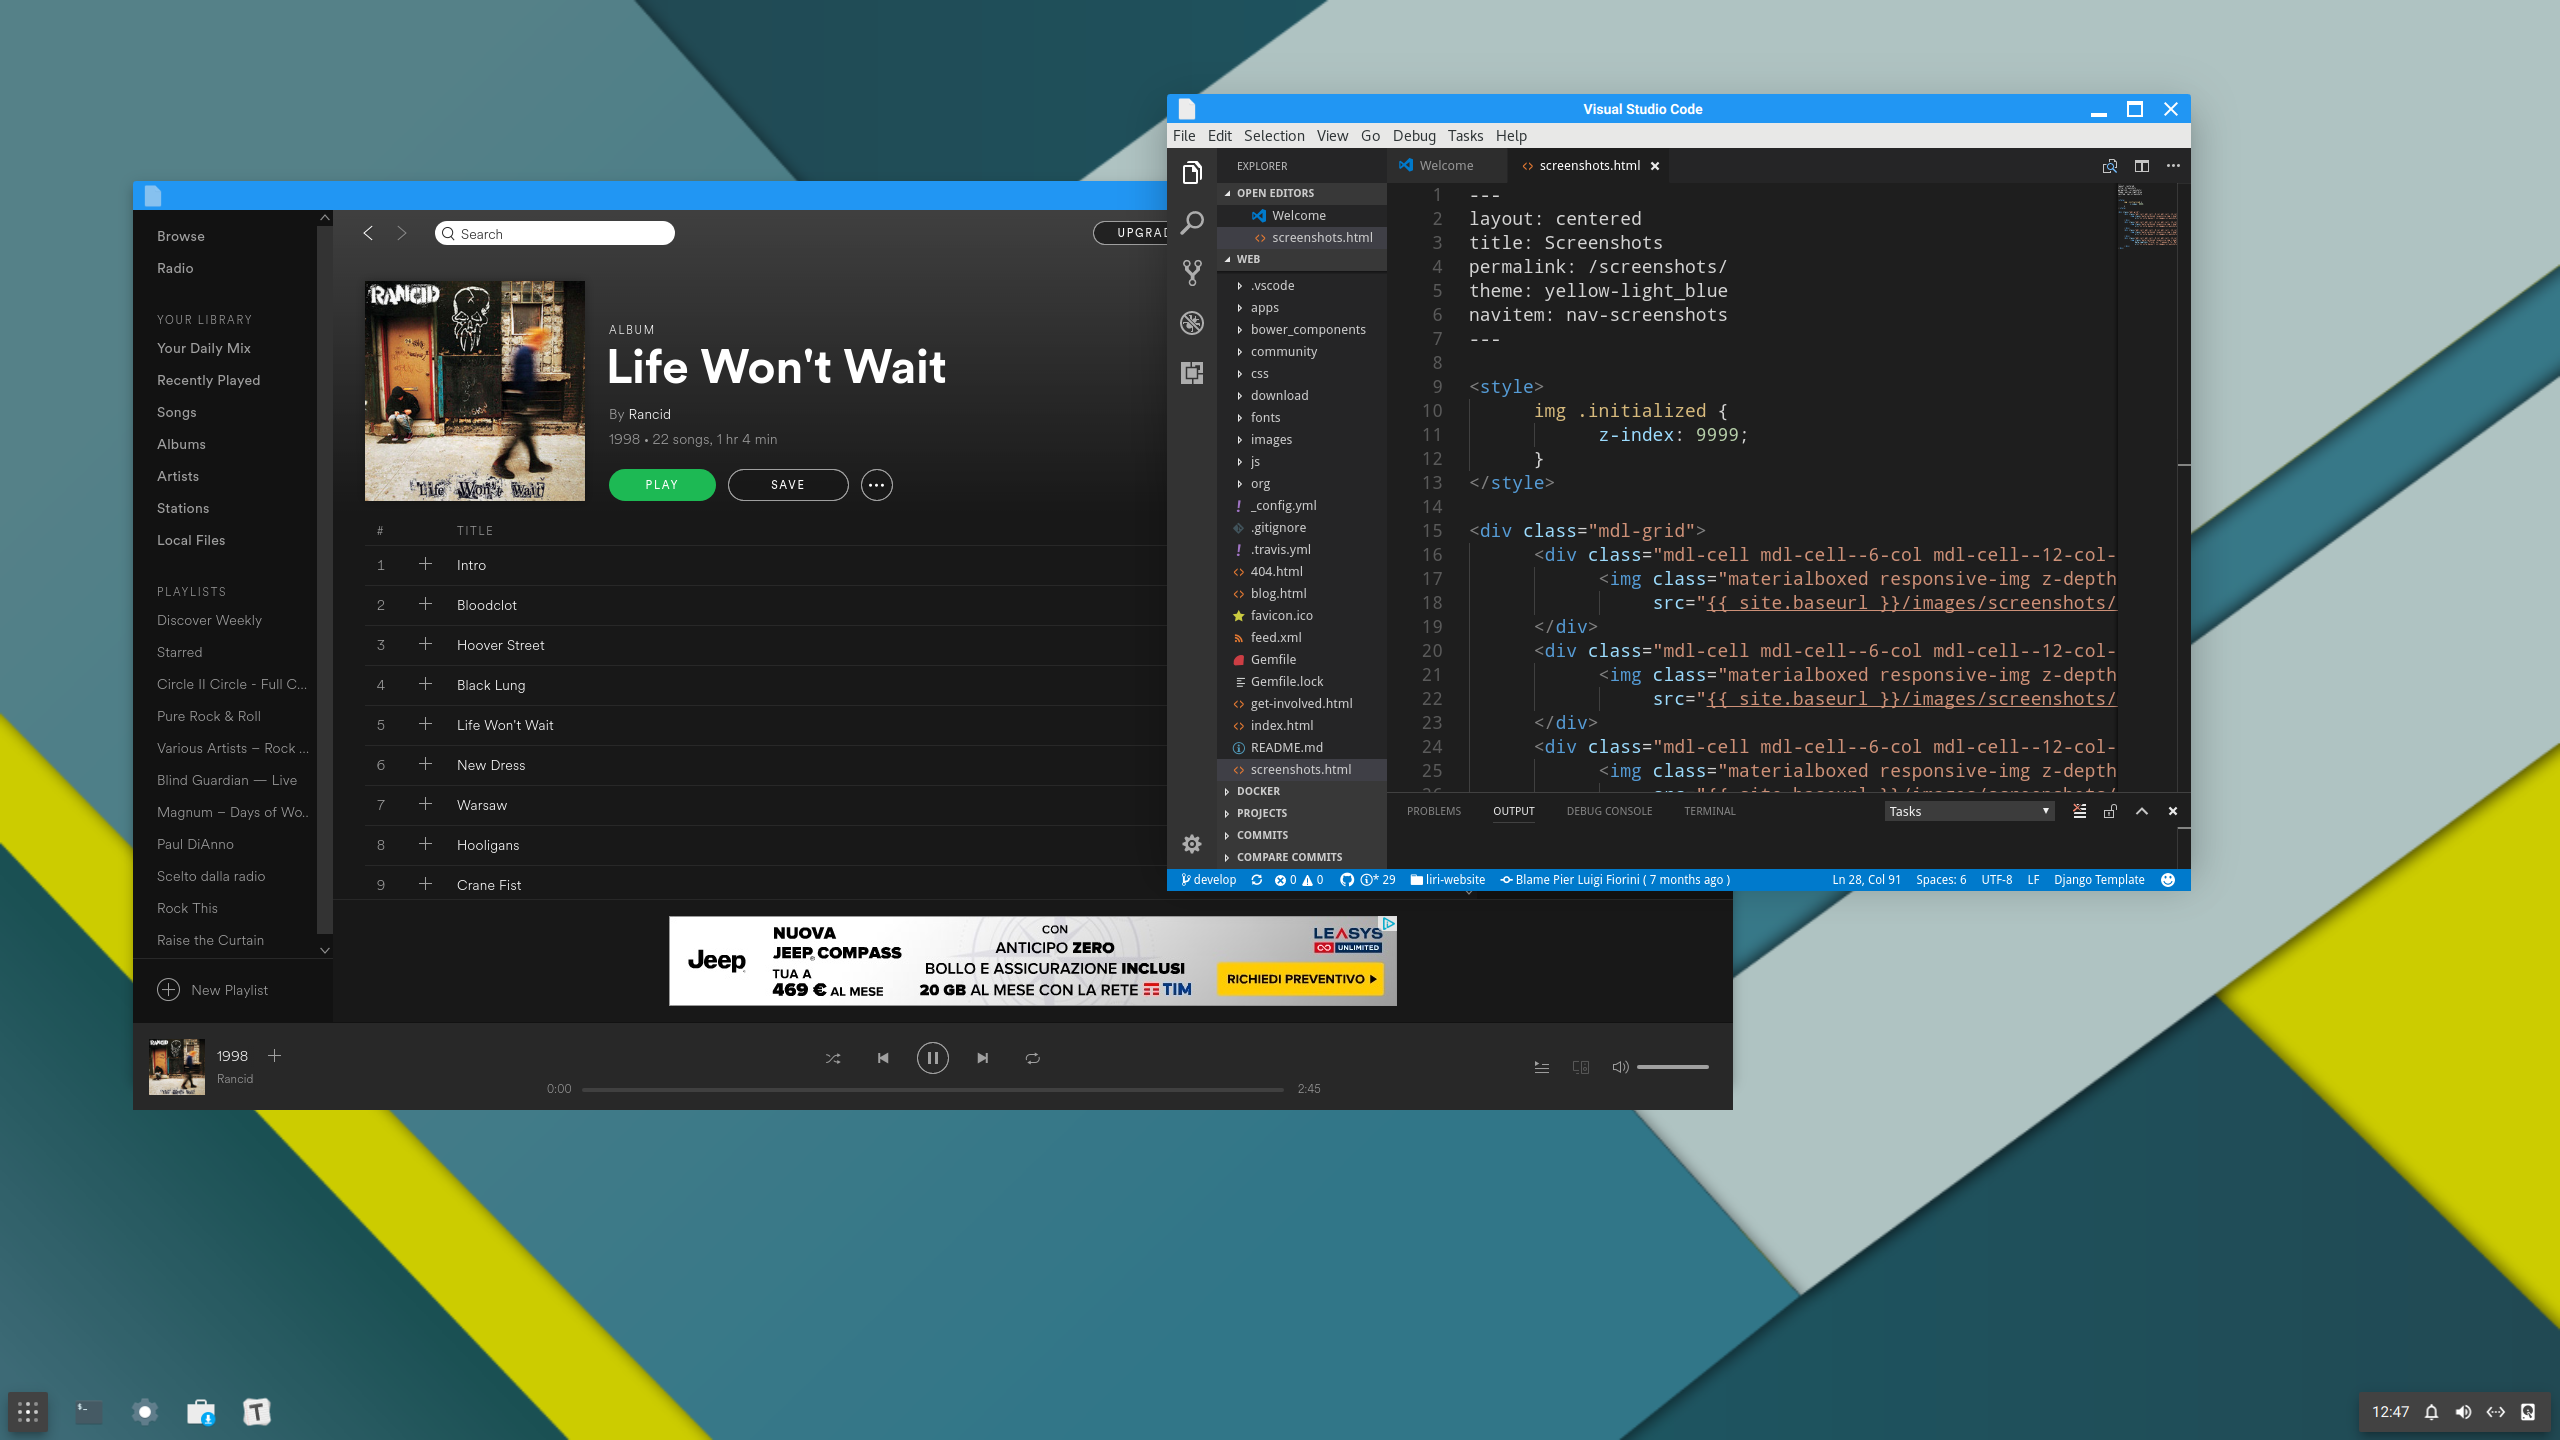 Browse
Radio
YOUR LIBRARY
Your Daily Mix
Recently Played
Songs
Albums
Artists
Stations
Local Files
PLAYLISTS
Discover Weekly
Starred
Circle II Circle - Full C...
Pure Rock & Roll
Various Artists – Rock ...
Blind Guardian — Live
Magnum – Days of Wo..
Paul DiAnno
Scelto dalla radio
Rock This
Raise the Curtain
New Playlist
Search
UPGRAD
RANCID
Life Won't Wait
ALBUM
Life Won't Wait
By Rancid
1998 • 22 songs, 1 hr 4 min
PLAY SAVE
# TITLE
1 Intro
2 Bloodclot
3 Hoover Street
4 Black Lung
5 Life Won't Wait
6 New Dress
7 Warsaw
8 Hooligans
9 Crane Fist
Jeep
NUOVA
JEEP COMPASS
TUA A
469 € AL MESE
CON
ANTICIPO ZERO
BOLLO E ASSICURAZIONE INCLUSI
20 GB AL MESE CON LA RETE TIM
LEASYS
UNLIMITED
RICHIEDI PREVENTIVO
RANCID
1998
Rancid
0:00 2:45
Visual Studio Code
File Edit Selection View Go Debug Tasks Help
EXPLORER
OPEN EDITORS
Welcome
screenshots.html
WEB
.vscode
apps
bower_components
community
css
download
fonts
images
js
org
_config.yml
.gitignore
.travis.yml
404.html
blog.html
favicon.ico
feed.xml
Gemfile
Gemfile.lock
get-involved.html
index.html
README.md
screenshots.html
DOCKER
PROJECTS
COMMITS
COMPARE COMMITS
Welcome screenshots.html
1 ---
2 layout: centered
3 title: Screenshots
4 permalink: /screenshots/
5 theme: yellow-light_blue
6 navitem: nav-screenshots
7 ---
8
9 <style>
10 img .initialized {
11 z-index: 9999;
12 }
13 </style>
14
15 <div class="mdl-grid">
16 <div class="mdl-cell mdl-cell--6-col mdl-cell--12-col-
17 <img class="materialboxed responsive-img z-depth
18 src="{{ site.baseurl }}/images/screenshots/
19 </div>
20 <div class="mdl-cell mdl-cell--6-col mdl-cell--12-col-
21 <img class="materialboxed responsive-img z-depth
22 src="{{ site.baseurl }}/images/screenshots/
23 </div>
24 <div class="mdl-cell mdl-cell--6-col mdl-cell--12-col-
25 <img class="materialboxed responsive-img z-depth
PROBLEMS OUTPUT DEBUG CONSOLE TERMINAL Tasks
develop 0 0 * 29 liri-website Blame Pier Luigi Fiorini ( 7 months ago ) Ln 28, Col 91 Spaces: 6 UTF-8 LF Django Template
$_
T
12:47